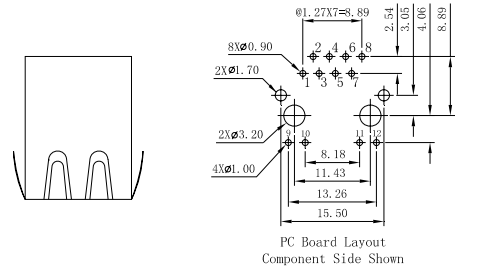 @1.27X7=8.89
2.54
3.05
4.06
8.89
8Xø0.90
2 4 6 8
1 3 5 7
2Xø1.70
2Xø3.20
9 10 11 12
4Xø1.00
8.18
11.43
13.26
15.50
PC Board Layout
Component Side Shown